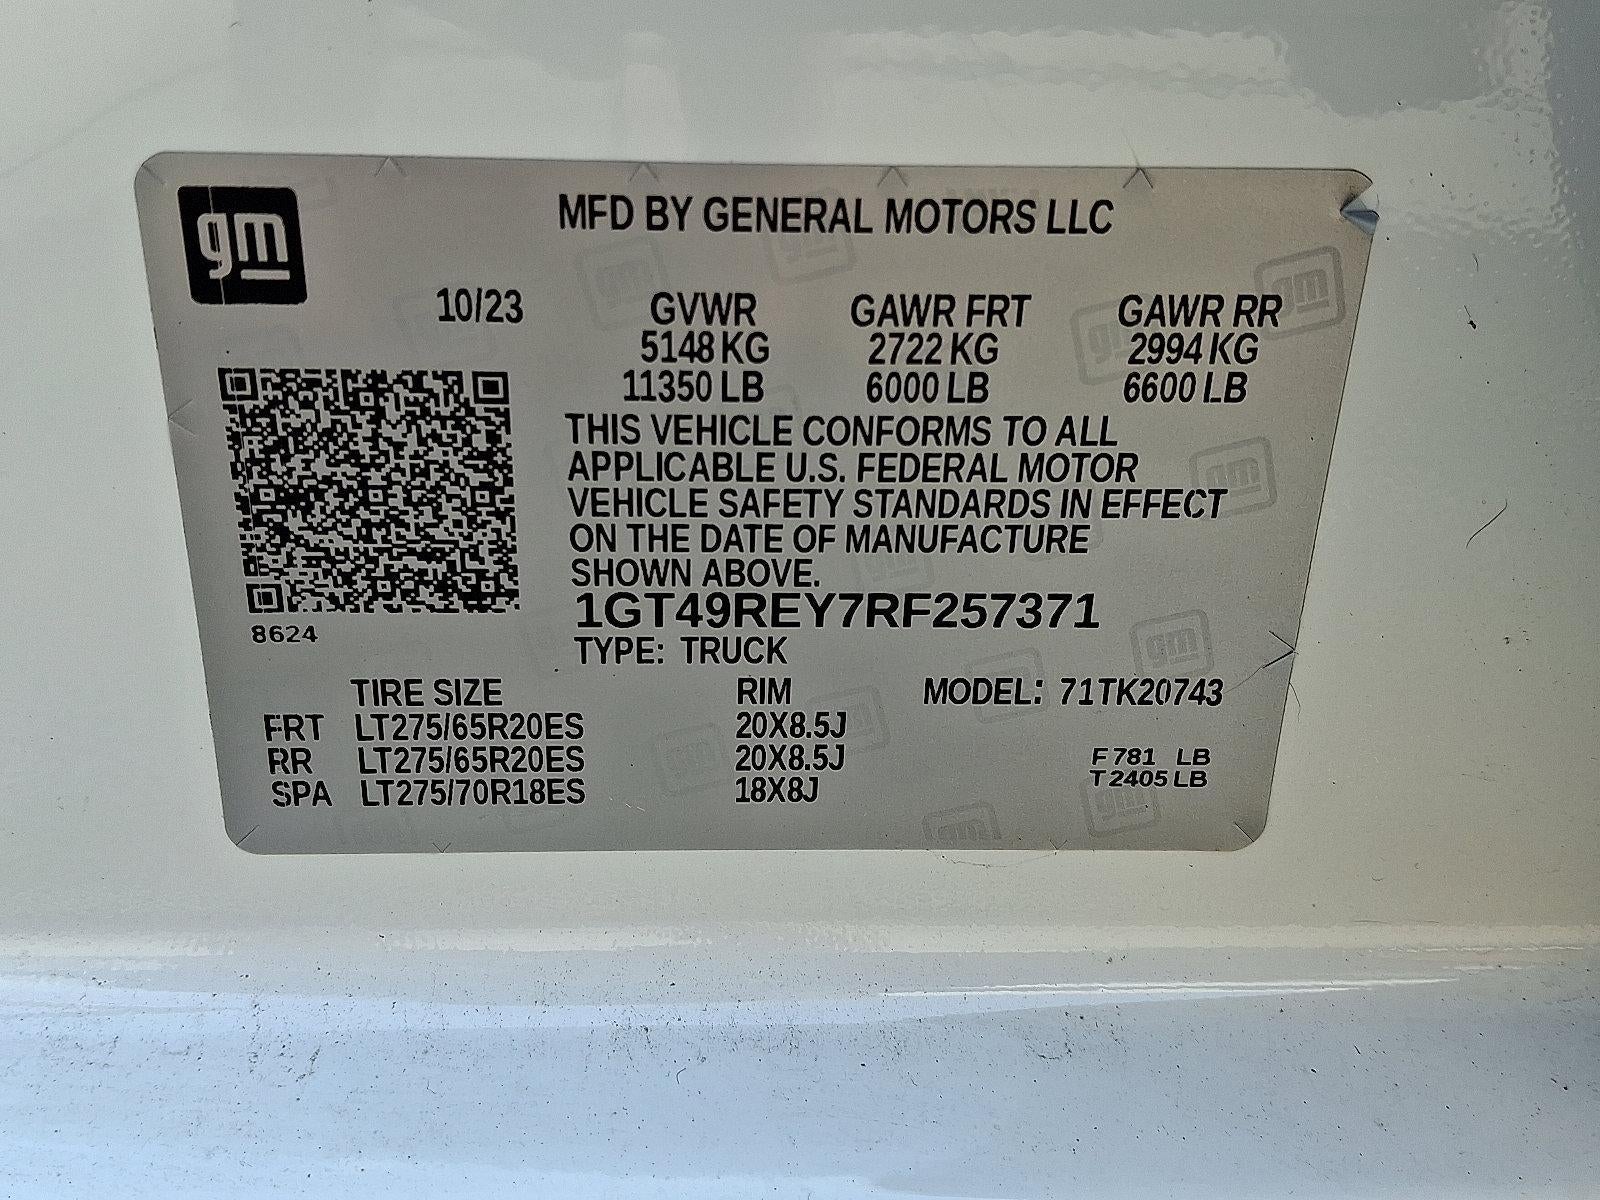 gm
MFD BY GENERAL MOTORS LLC
10/23 GVWR GAWR FRT GAWR RR
5148 KG 2722 KG 2994 KG
11350 LB 6000 LB 6600 LB
THIS VEHICLE CONFORMS TO ALL
APPLICABLE U.S. FEDERAL MOTOR
VEHICLE SAFETY STANDARDS IN EFFECT
ON THE DATE OF MANUFACTURE
SHOWN ABOVE.
1GT49REY7RF257371
8624
TYPE: TRUCK
TIRE SIZE RIM MODEL: 71TK20743
FRT LT275/65R20ES 20X8.5J
RR LT275/65R20ES 20X8.5J F 781 LB
SPA LT275/70R18ES 18X8J T 2405 LB